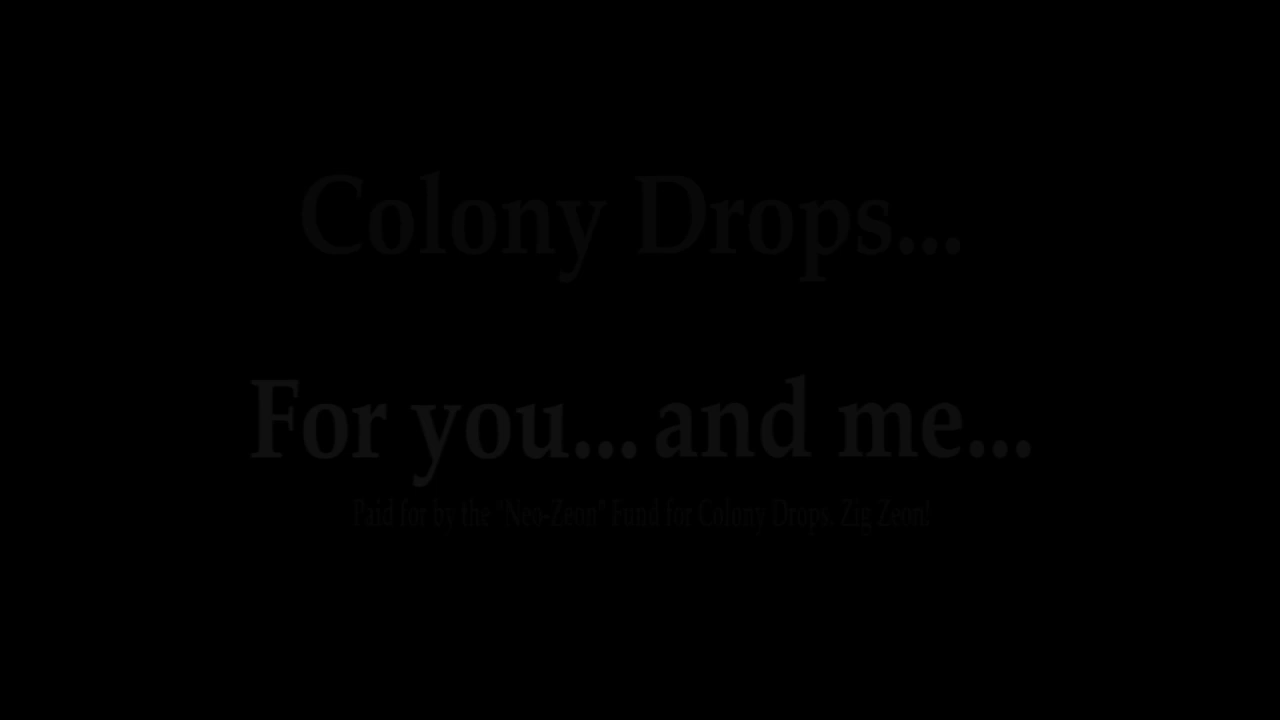 Colony Drops...
For you... and me...
Paid for by the "Neo-Zeon" Fund for Colony Drops. Zig Zeon!